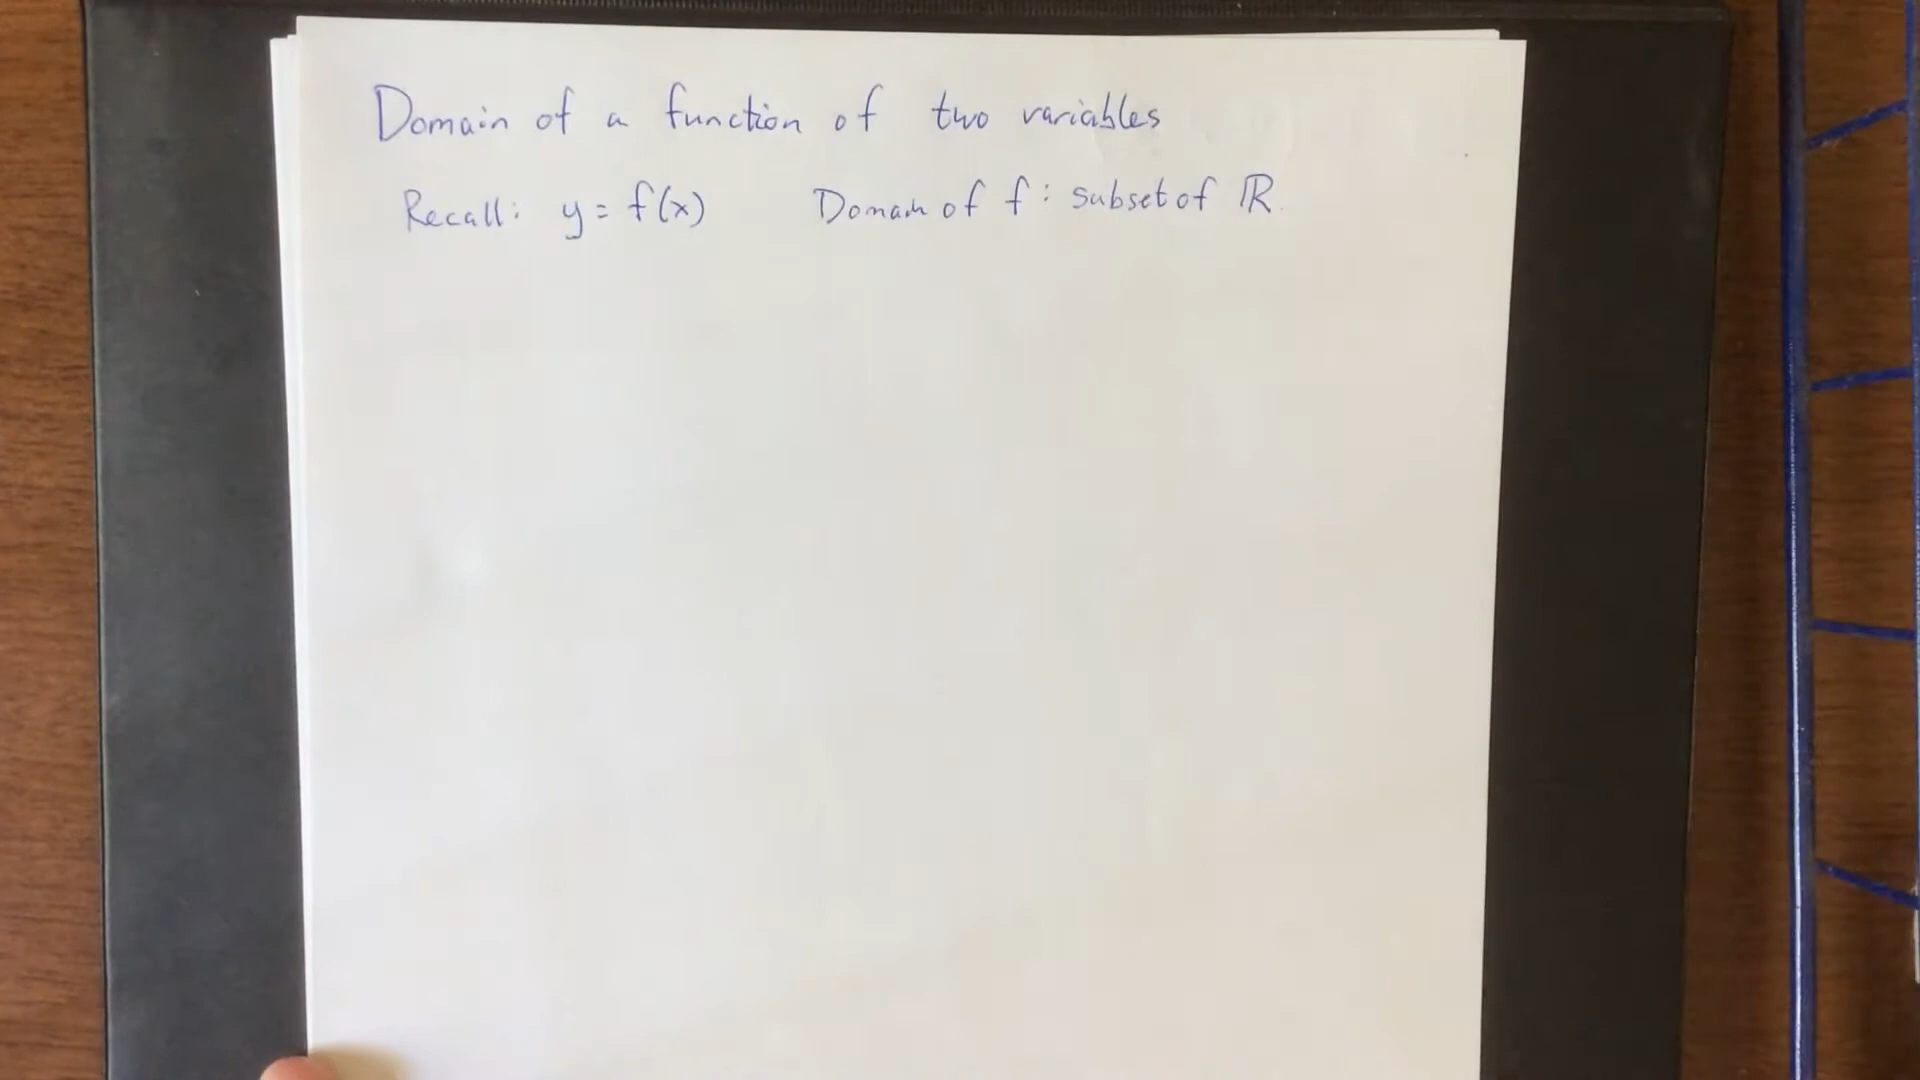 Domain of a function of two variables
Recall: y = f(x) Domain of f: subset of ℝ.